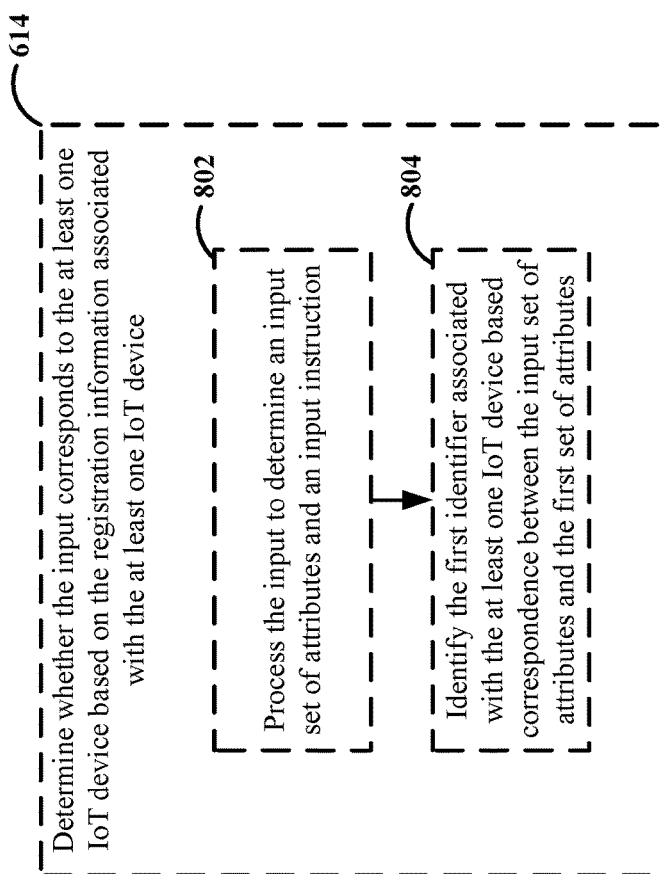 614
Determine whether the input corresponds to the at least one
IoT device based on the registration information associated
with the at least one IoT device
802
Process the input to determine an input
set of attributes and an input instruction
804
Identify the first identifier associated
with the at least one IoT device based
correspondence between the input set of
attributes and the first set of attributes